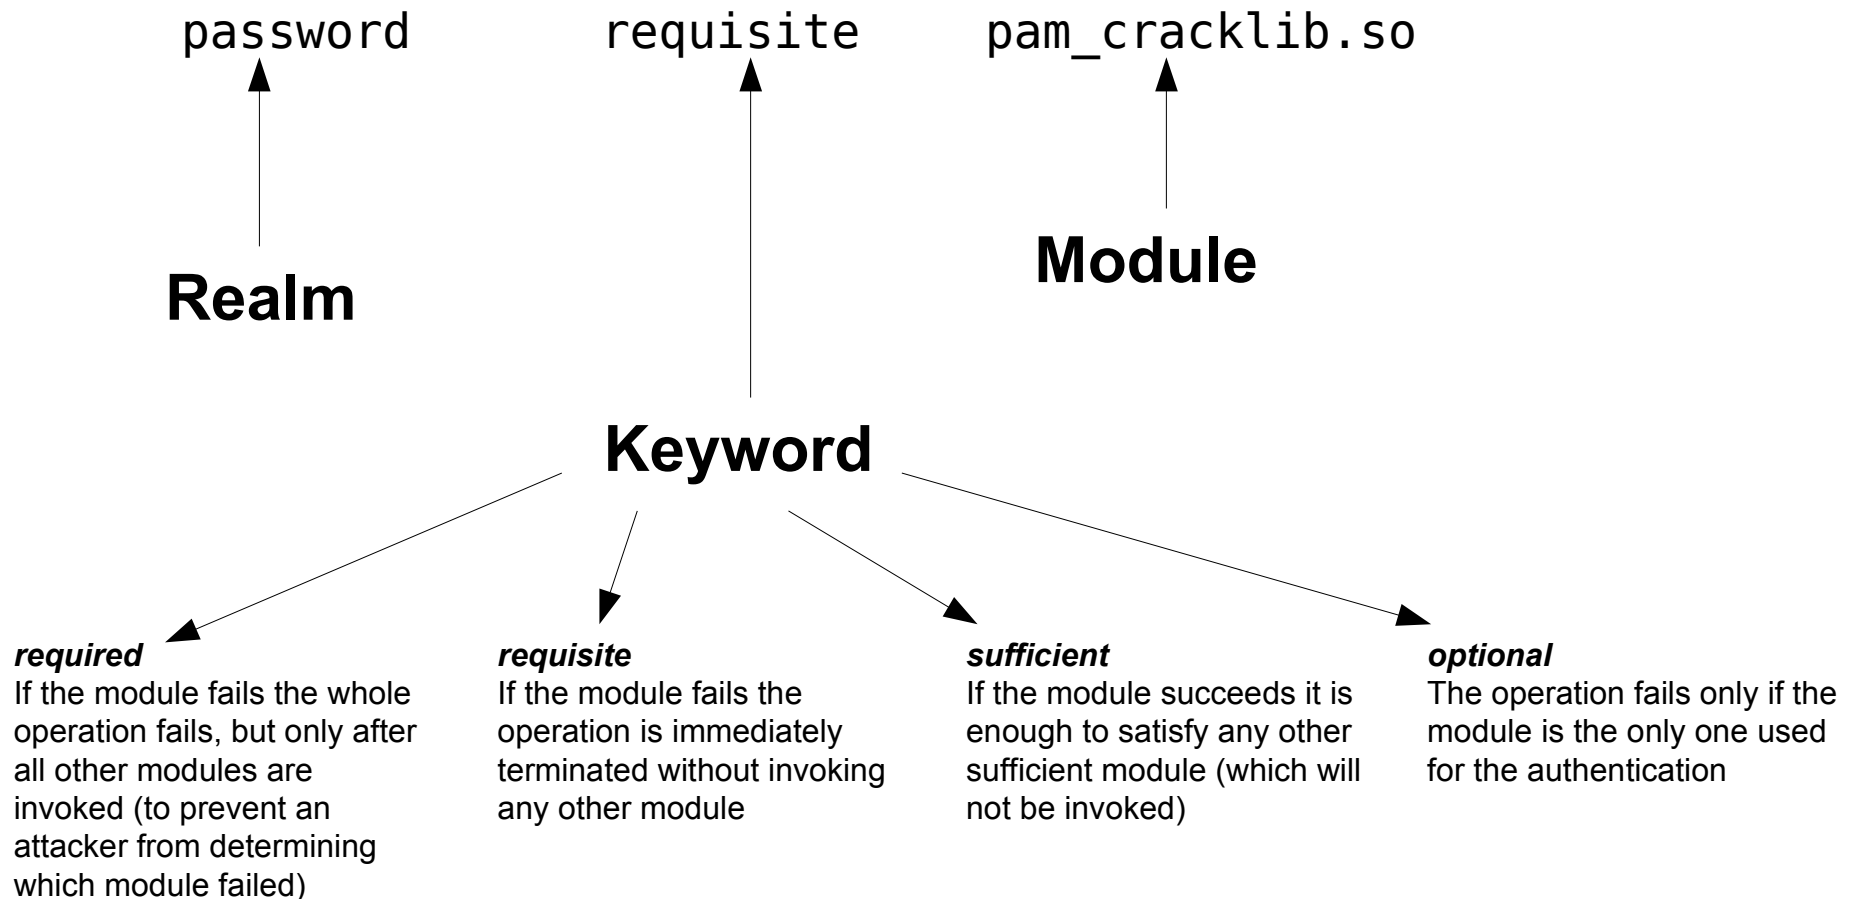 password requisite pam_cracklib.so
Realm
Module
Keyword
required
If the module fails the whole
operation fails, but only after
all other modules are
invoked (to prevent an
attacker from determining
which module failed)
requisite
If the module fails the
operation is immediately
terminated without invoking
any other module
sufficient
If the module succeeds it is
enough to satisfy any other
sufficient module (which will
not be invoked)
optional
The operation fails only if the
module is the only one used
for the authentication